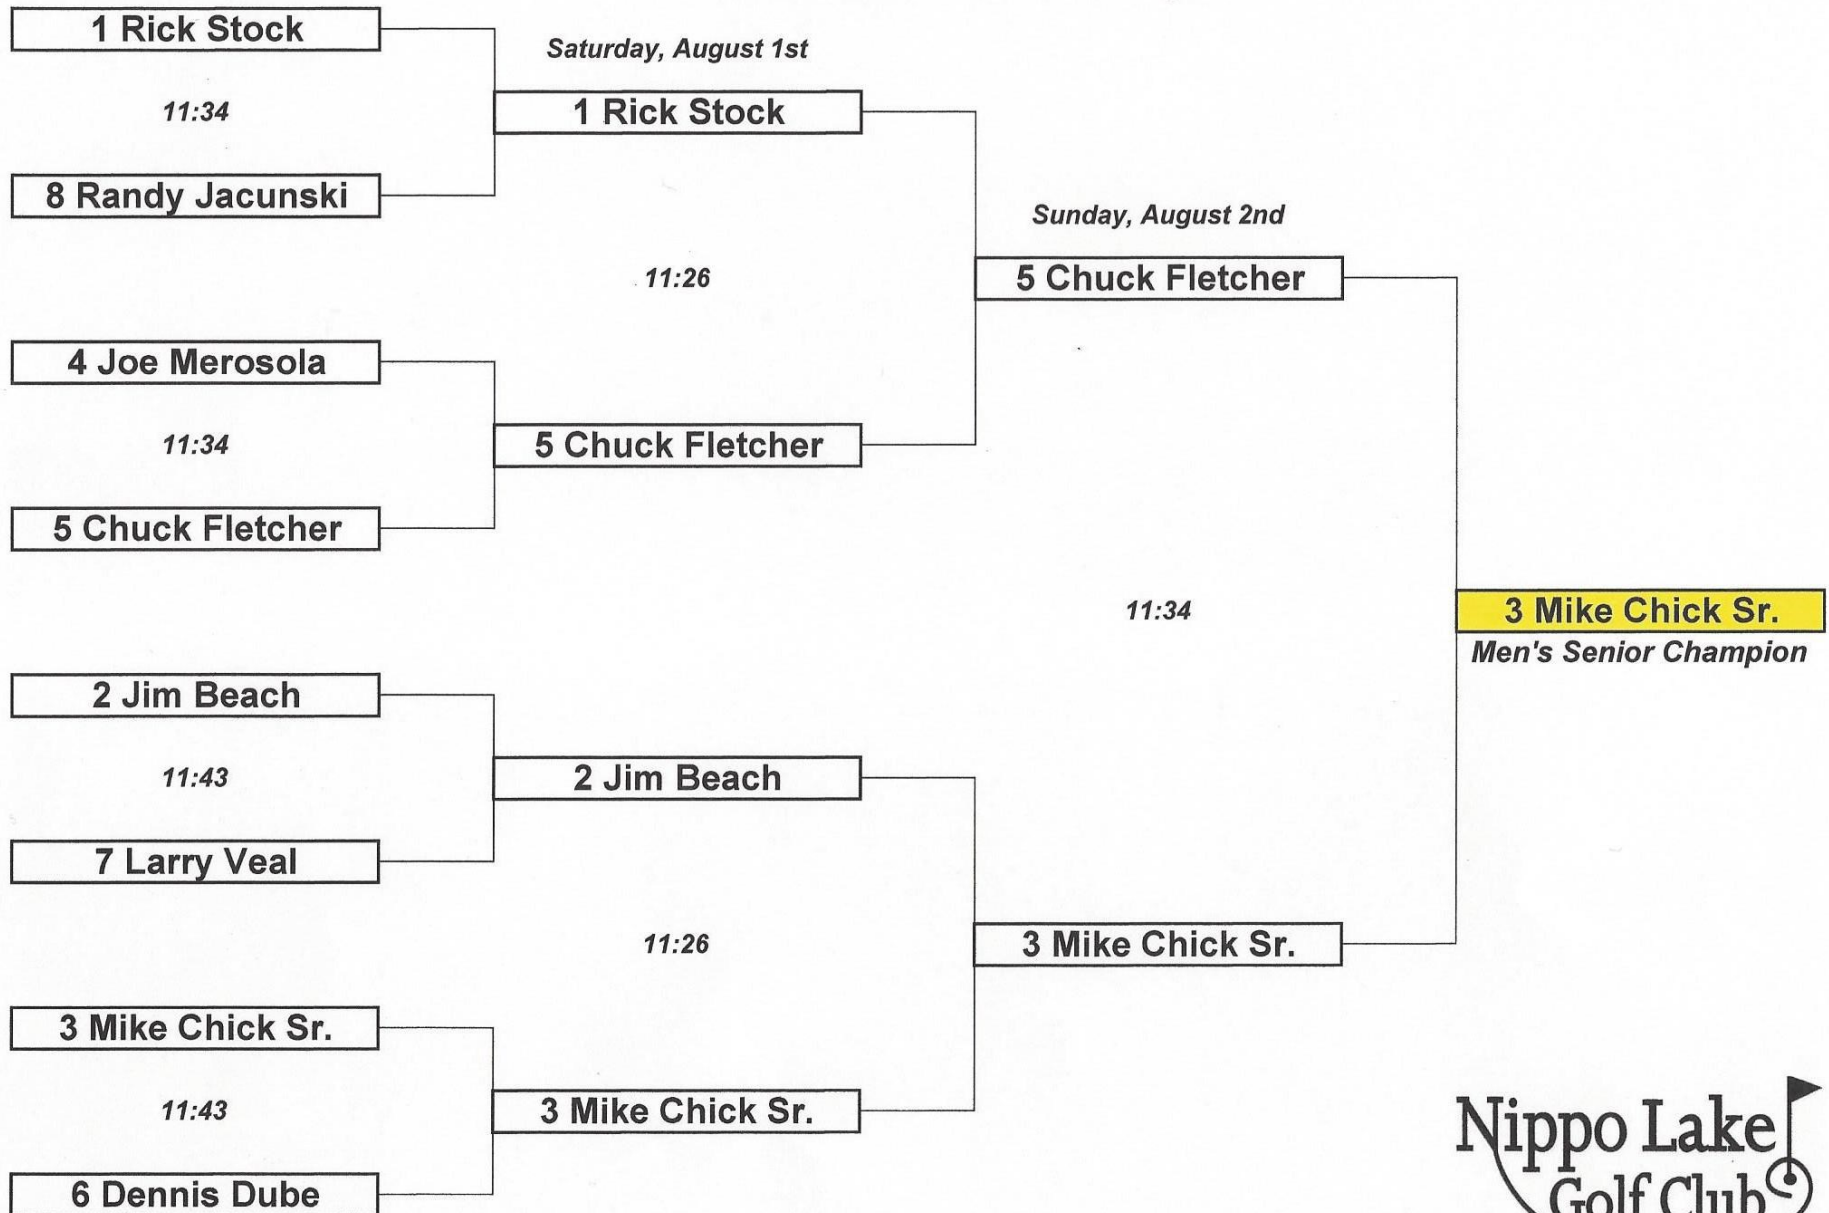 1 Rick Stock
11:34
8 Randy Jacunski
4 Joe Merosola
11:34
5 Chuck Fletcher
2 Jim Beach
11:43
7 Larry Veal
3 Mike Chick Sr.
11:43
6 Dennis Dube
Saturday, August 1st
1 Rick Stock
11:26
5 Chuck Fletcher
2 Jim Beach
11:26
3 Mike Chick Sr.
Sunday, August 2nd
5 Chuck Fletcher
11:34
3 Mike Chick Sr.
3 Mike Chick Sr.
Men's Senior Champion
Nippo Lake
Golf Club